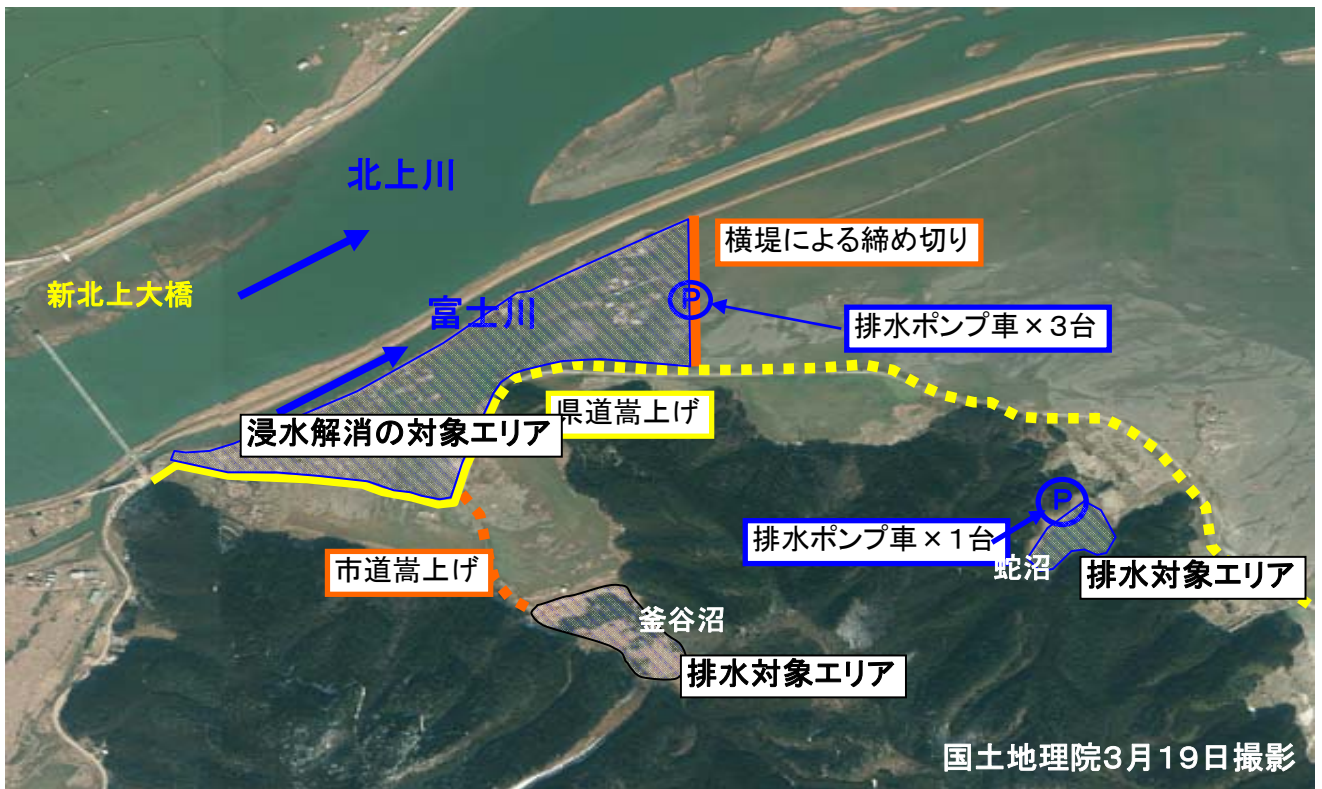 北上川
新北上大橋
横堤による締め切り
富士川
排水ポンプ車×３台
県道嵩上げ
浸水解消の対象エリア
P
P
排水ポンプ車×１台
蛇沼
排水対象エリア
市道嵩上げ
釜谷沼
排水対象エリア
国土地理院３月１９日撮影